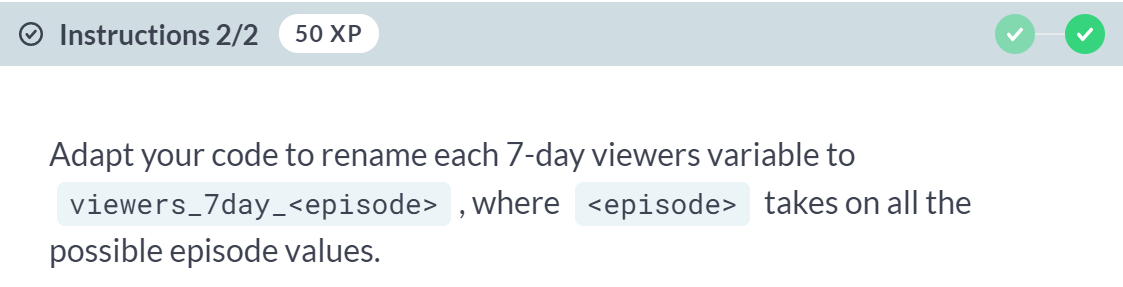 Instructions 2/2 50 XP
Adapt your code to rename each 7-day viewers variable to
viewers_7day_<episode> , where <episode> takes on all the
possible episode values.